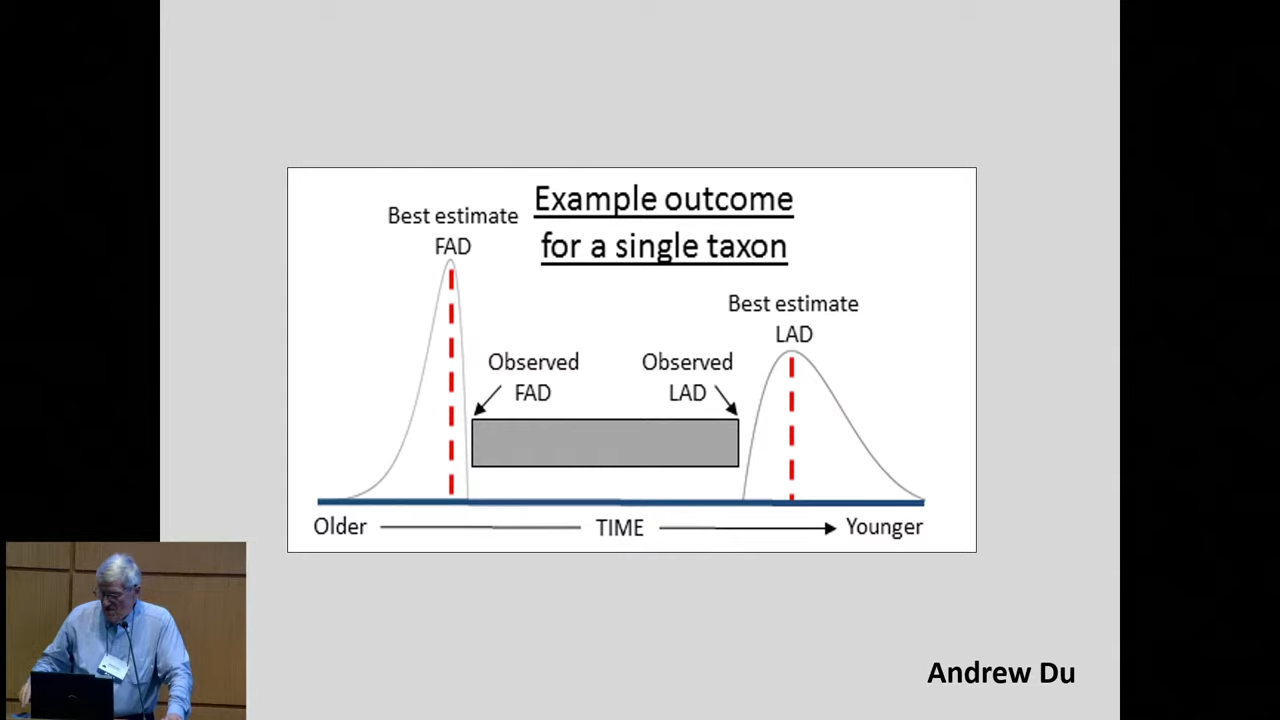 Example outcome
for a single taxon
Best estimate
FAD
Best estimate
LAD
Observed
FAD
Observed
LAD
Older
TIME
Younger
Andrew Du